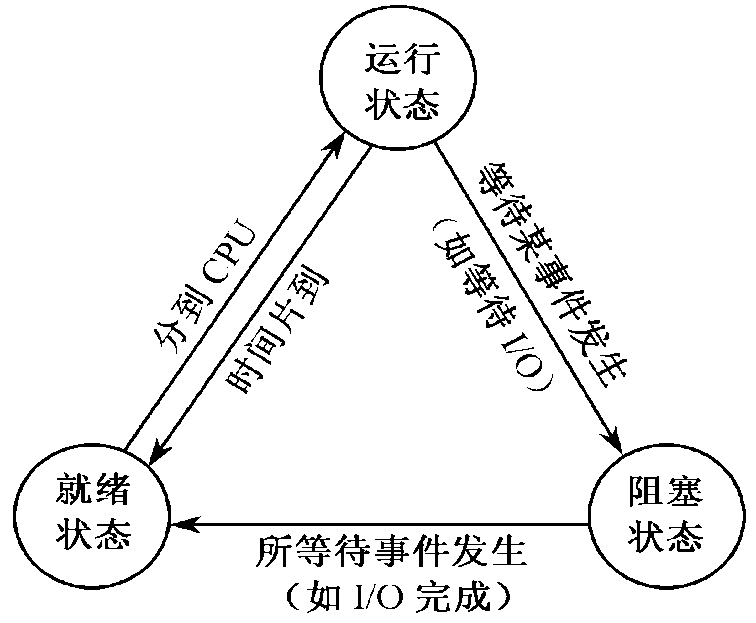 运行
状态
分到 CPU
时间片到
等待某事件发生
（如等待 I/O）
就绪
状态
阻塞
状态
所等待事件发生
（如 I/O 完成）